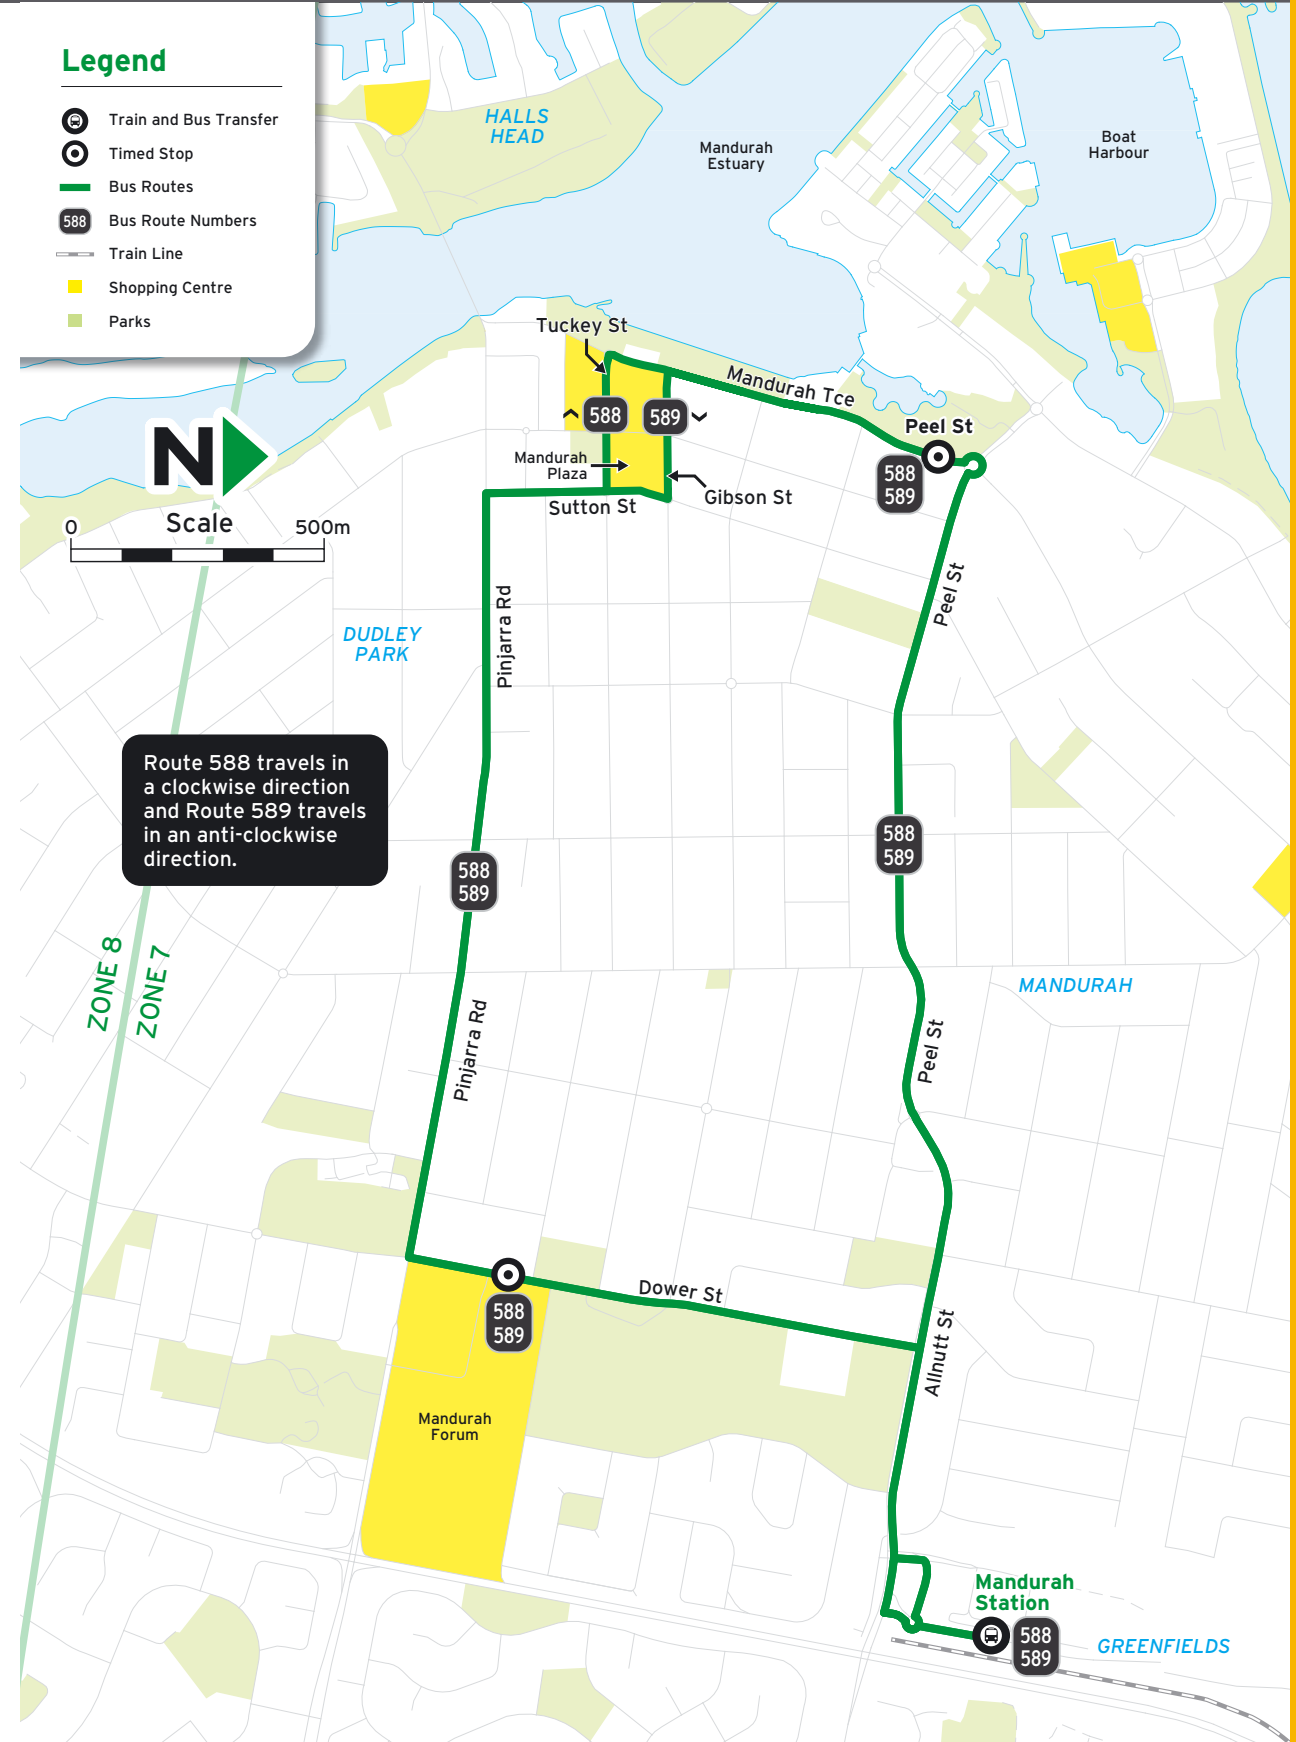 Legend
Train and Bus Transfer
Timed Stop
Bus Routes
588
Bus Route Numbers
Train Line
Shopping Centre
Parks
HALLS
HEAD
Mandurah
Estuary
Boat
Harbour
Tuckey St
Mandurah Tce
588
589
Peel St
588
589
Mandurah
Plaza
Gibson St
Sutton St
N
Scale
0
500m
Peel St
Pinjarra Rd
DUDLEY
PARK
Route 588 travels in
a clockwise direction
and Route 589 travels
in an anti-clockwise
direction.
588
589
588
589
ZONE 8
ZONE 7
MANDURAH
Pinjarra Rd
Peel St
Dower St
588
589
Allnutt St
Mandurah
Forum
Mandurah
Station
588
589
GREENFIELDS